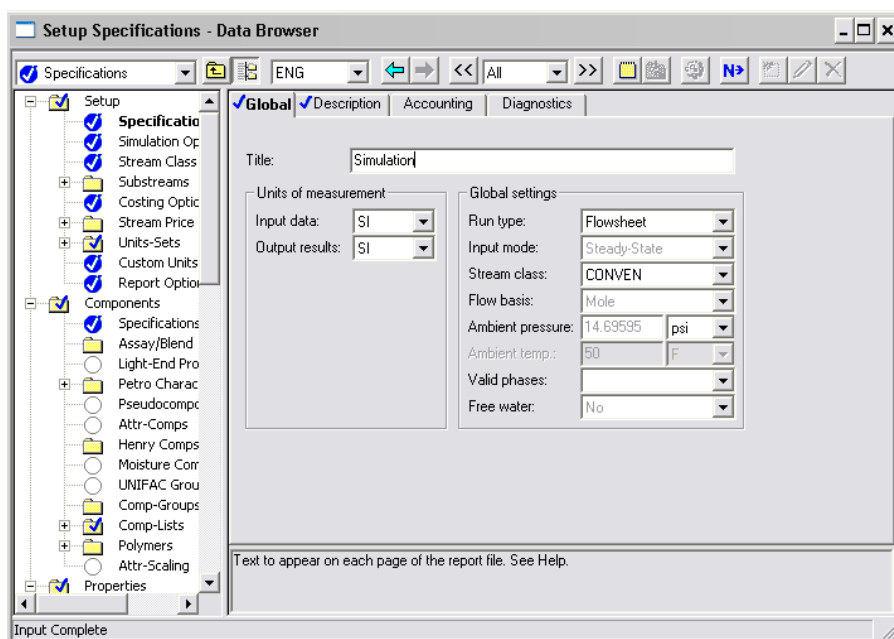 Setup Specifications - Data Browser
Specifications ENG << All >> N>
Setup
Specificatio
Simulation Op
Stream Class
Substreams
Costing Optic
Stream Price
Units-Sets
Custom Units
Report Option
Components
Specifications
Assay/Blend
Light-End Pro
Petro Charac
Pseudocompo
Attr-Comps
Henry Comps
Moisture Com
UNIFAC Grou
Comp-Groups
Comp-Lists
Polymers
Attr-Scaling
Properties
Global Description Accounting Diagnostics
Title: Simulation
Units of measurement
Input data: SI
Output results: SI
Global settings
Run type: Flowsheet
Input mode: Steady-State
Stream class: CONVEN
Flow basis: Mole
Ambient pressure: 14.69595 psi
Ambient temp.: 50 F
Valid phases:
Free water: No
Text to appear on each page of the report file. See Help.
Input Complete